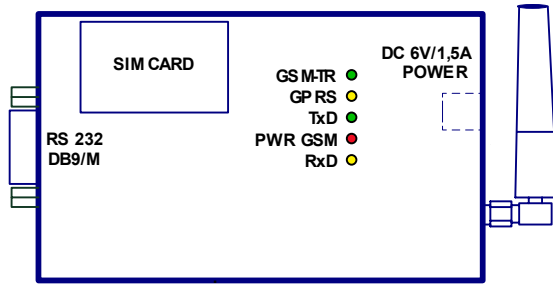 SIM CARD
DC 6V/1,5A
POWER
GSM-TR
GPRS
TxD
PWR GSM
RxD
RS 232
DB9/M